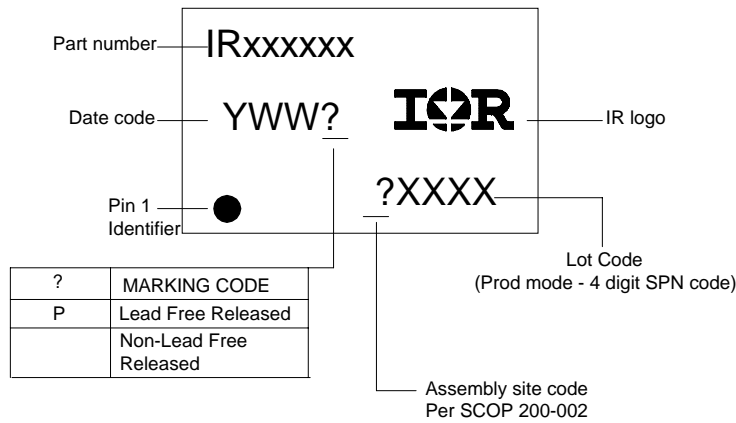 Part number
IRxxxxxx
Date code
YWW?
IOR
IR logo
?XXXX
Pin 1
Identifier
Lot Code
(Prod mode - 4 digit SPN code)
? MARKING CODE
P Lead Free Released
Non-Lead Free
Released
Assembly site code
Per SCOP 200-002